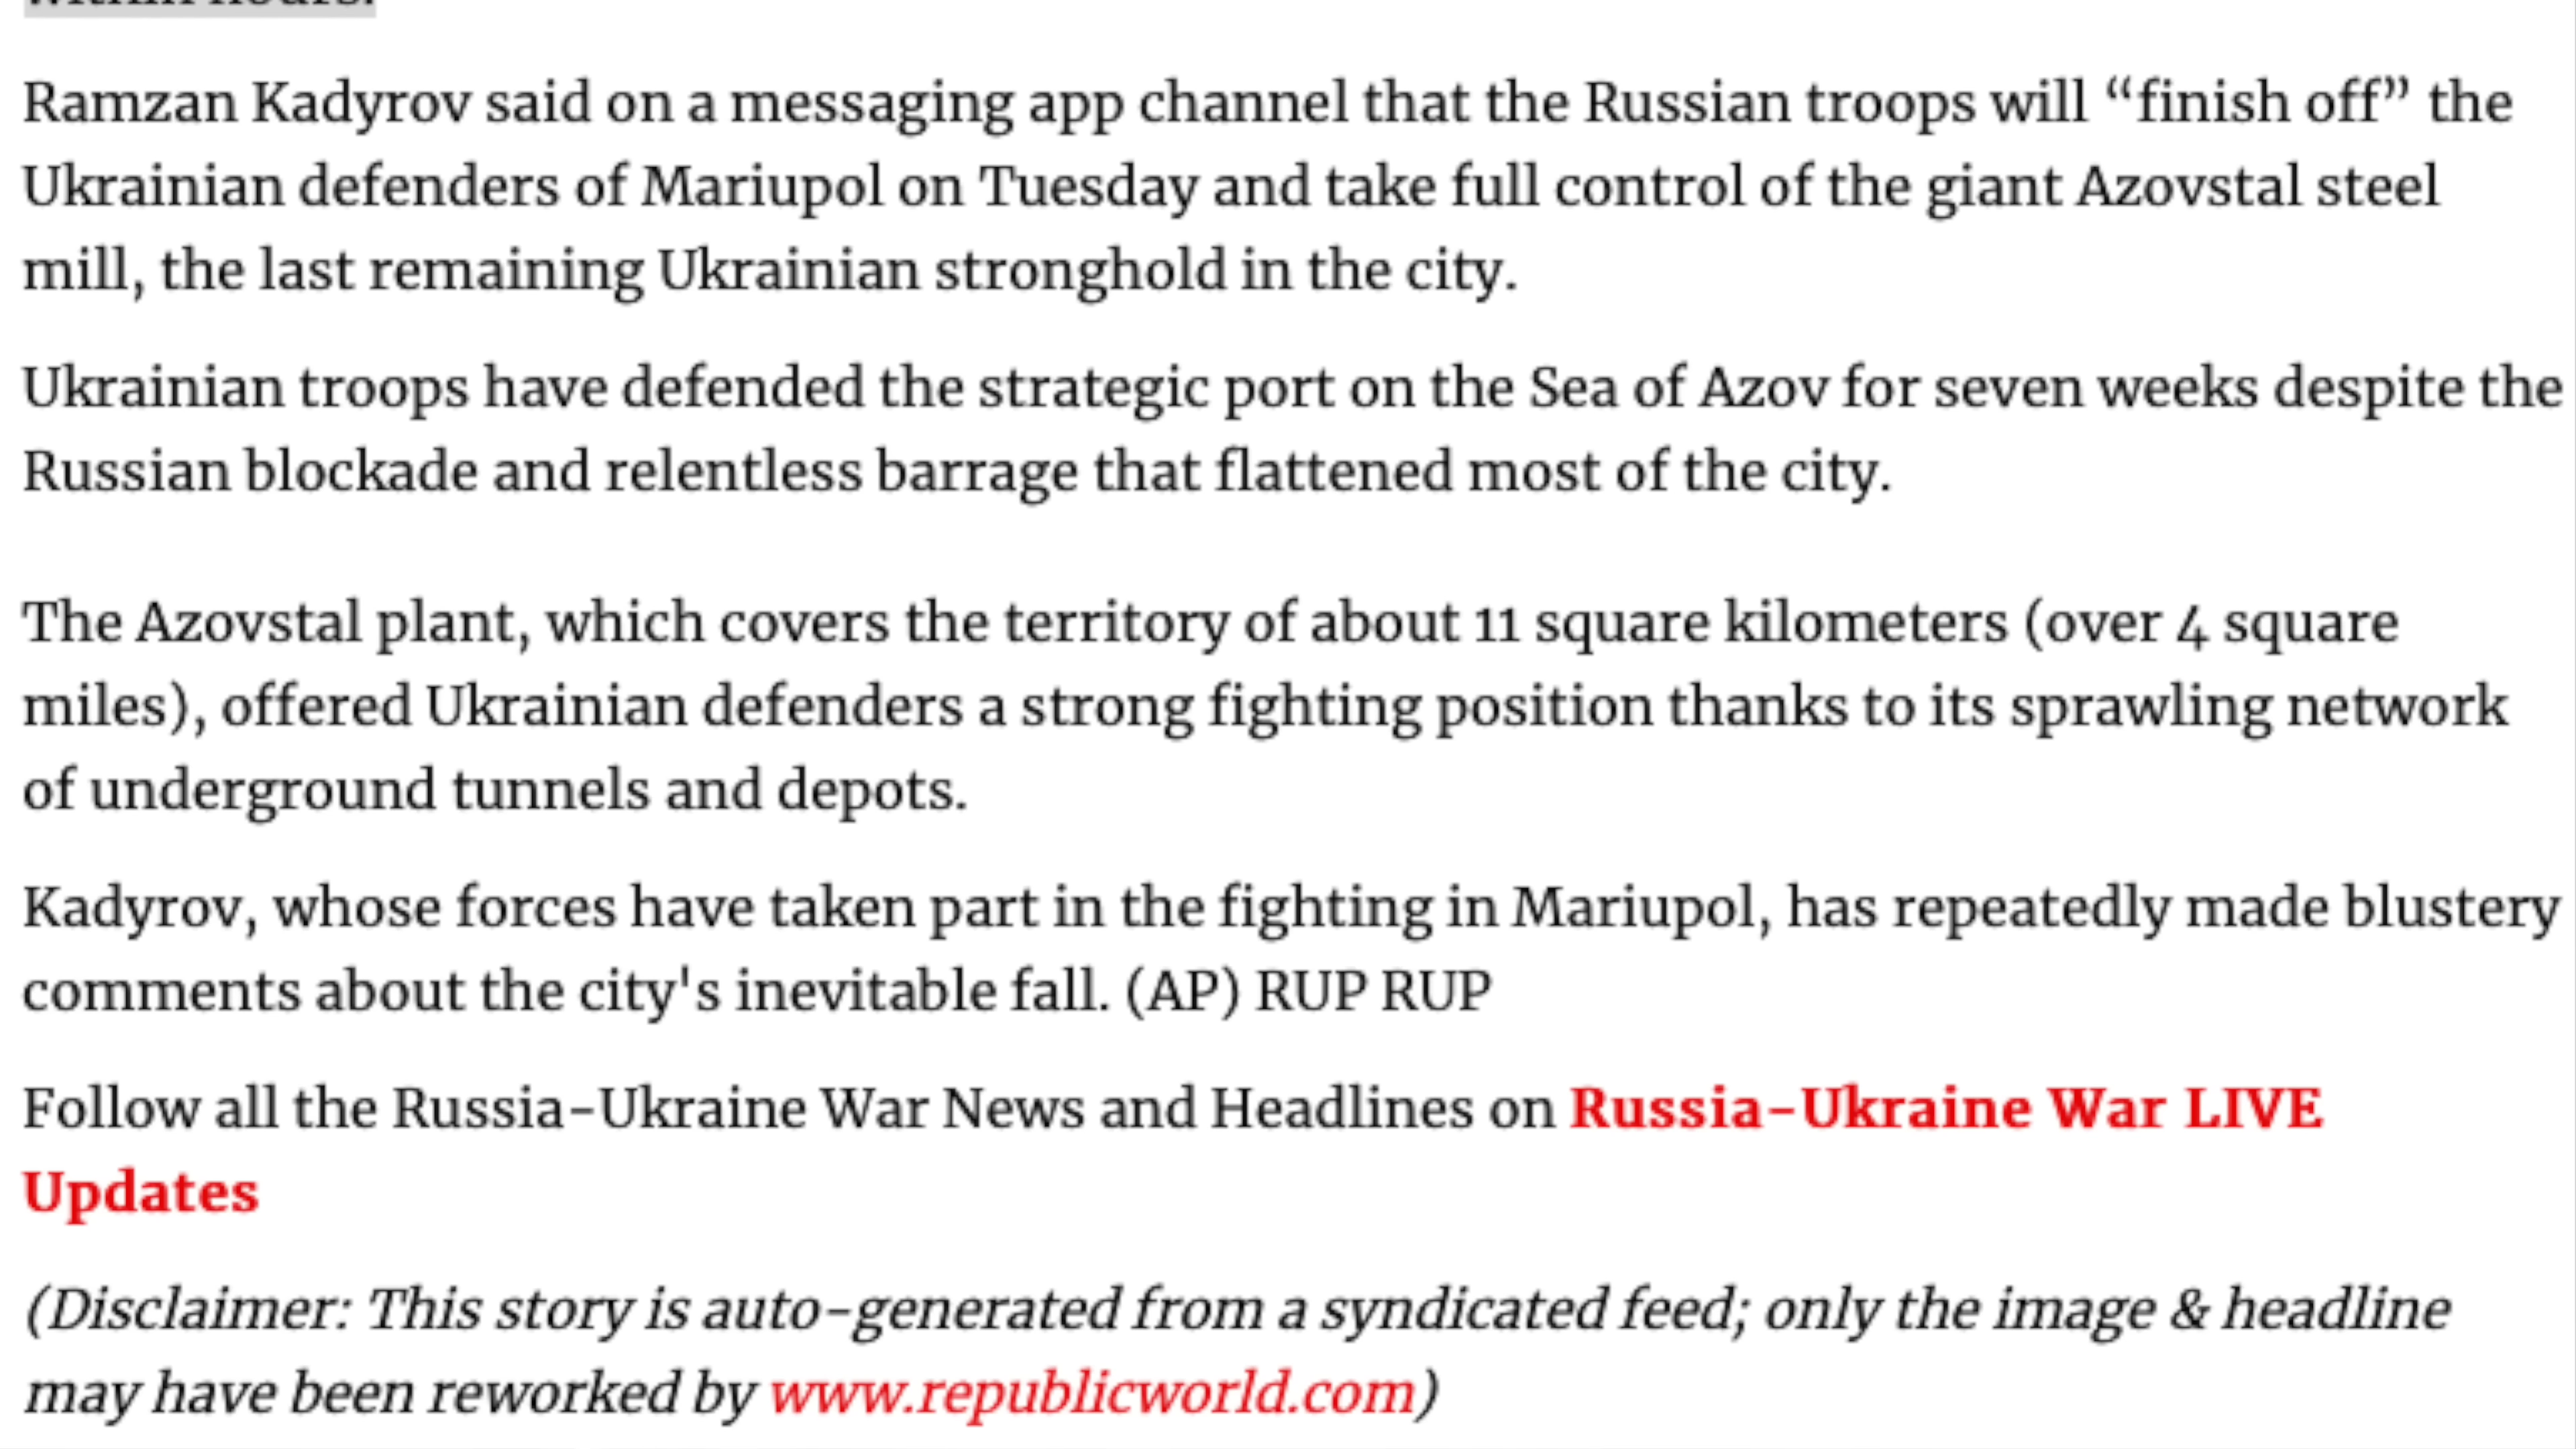 within hours.
Ramzan Kadyrov said on a messaging app channel that the Russian troops will “finish off” the
Ukrainian defenders of Mariupol on Tuesday and take full control of the giant Azovstal steel
mill, the last remaining Ukrainian stronghold in the city.
Ukrainian troops have defended the strategic port on the Sea of Azov for seven weeks despite the
Russian blockade and relentless barrage that flattened most of the city.
The Azovstal plant, which covers the territory of about 11 square kilometers (over 4 square
miles), offered Ukrainian defenders a strong fighting position thanks to its sprawling network
of underground tunnels and depots.
Kadyrov, whose forces have taken part in the fighting in Mariupol, has repeatedly made blustery
comments about the city's inevitable fall. (AP) RUP RUP
Follow all the Russia-Ukraine War News and Headlines on Russia-Ukraine War LIVE
Updates
(Disclaimer: This story is auto-generated from a syndicated feed; only the image & headline
may have been reworked by www.republicworld.com)